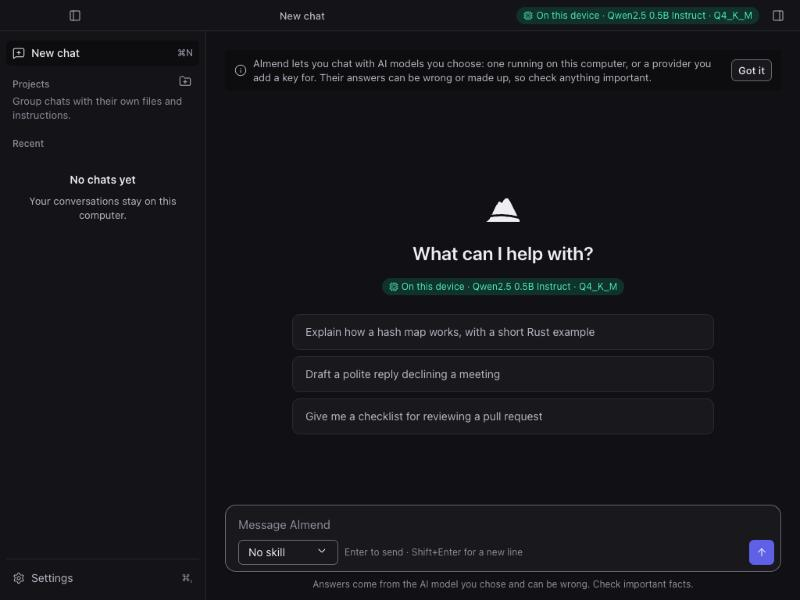 New chat
On this device · Qwen2.5 0.5B Instruct · Q4_K_M
New chat
⌘N
Projects
Group chats with their own files and
instructions.
Recent
No chats yet
Your conversations stay on this
computer.
Settings
⌘,
Almend lets you chat with AI models you choose: one running on this computer, or a provider you
add a key for. Their answers can be wrong or made up, so check anything important.
Got it
What can I help with?
On this device · Qwen2.5 0.5B Instruct · Q4_K_M
Explain how a hash map works, with a short Rust example
Draft a polite reply declining a meeting
Give me a checklist for reviewing a pull request
Message Almend
No skill
Enter to send · Shift+Enter for a new line
Answers come from the AI model you chose and can be wrong. Check important facts.